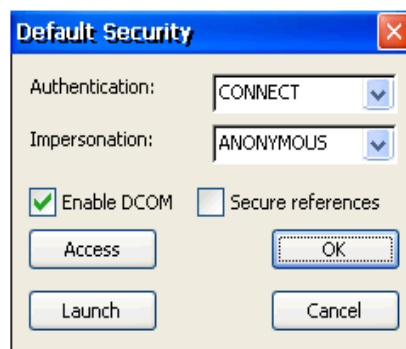 Default Security
Authentication: CONNECT
Impersonation: ANONYMOUS
Enable DCOM Secure references
Access OK
Launch Cancel